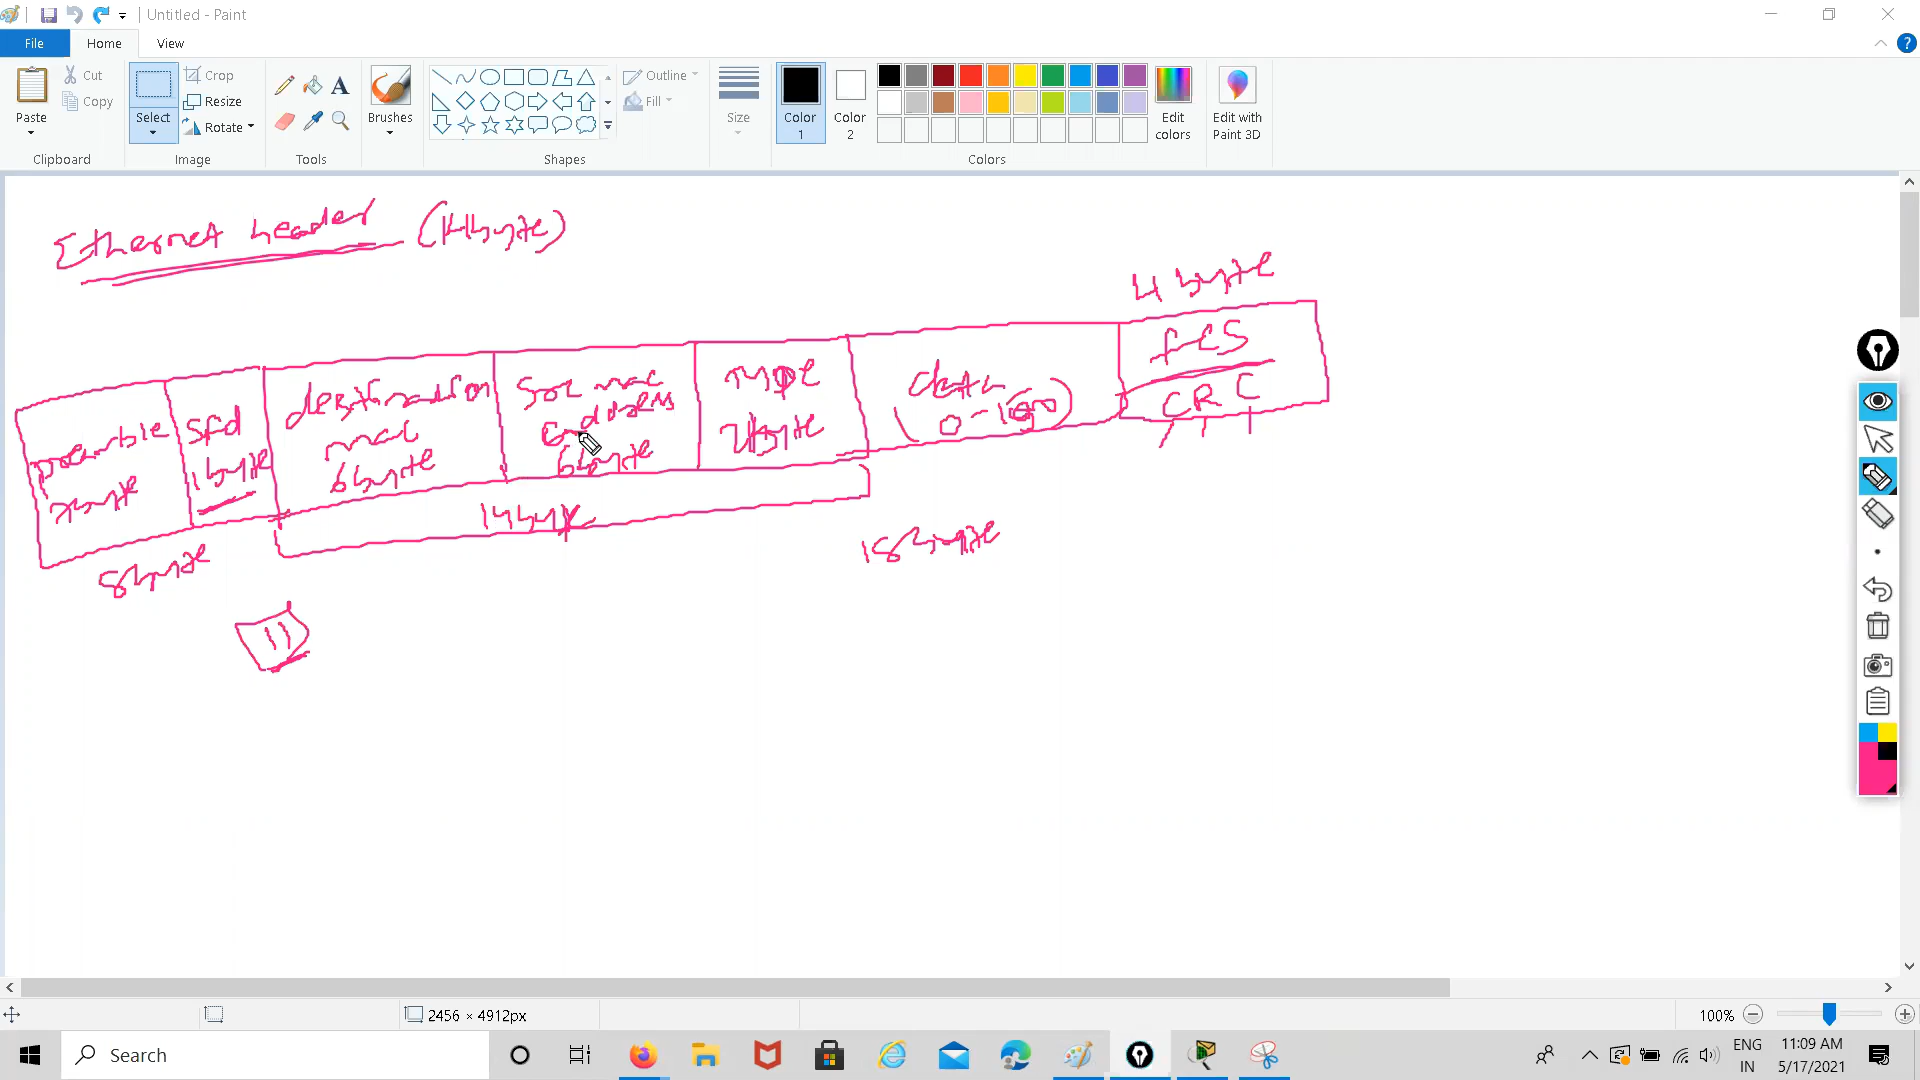 Untitled - Paint
File
Home
View
Paste
Cut
Copy
Clipboard
Select
Crop
Resize
Rotate
Image
Tools
Brushes
Shapes
Outline
Fill
Size
Color 1
Color 2
Edit colors
Colors
Edit with Paint 3D
Ethernet header (14byte)
4 byte
preamble
7byte
sfd
1byte
destination
mac
6byte
mac
address
6byte
type
2byte
data
FCS
CRC
8byte
14byte
18byte
11
2456 × 4912px
100%
Search
ENG
IN
11:09 AM
5/17/2021